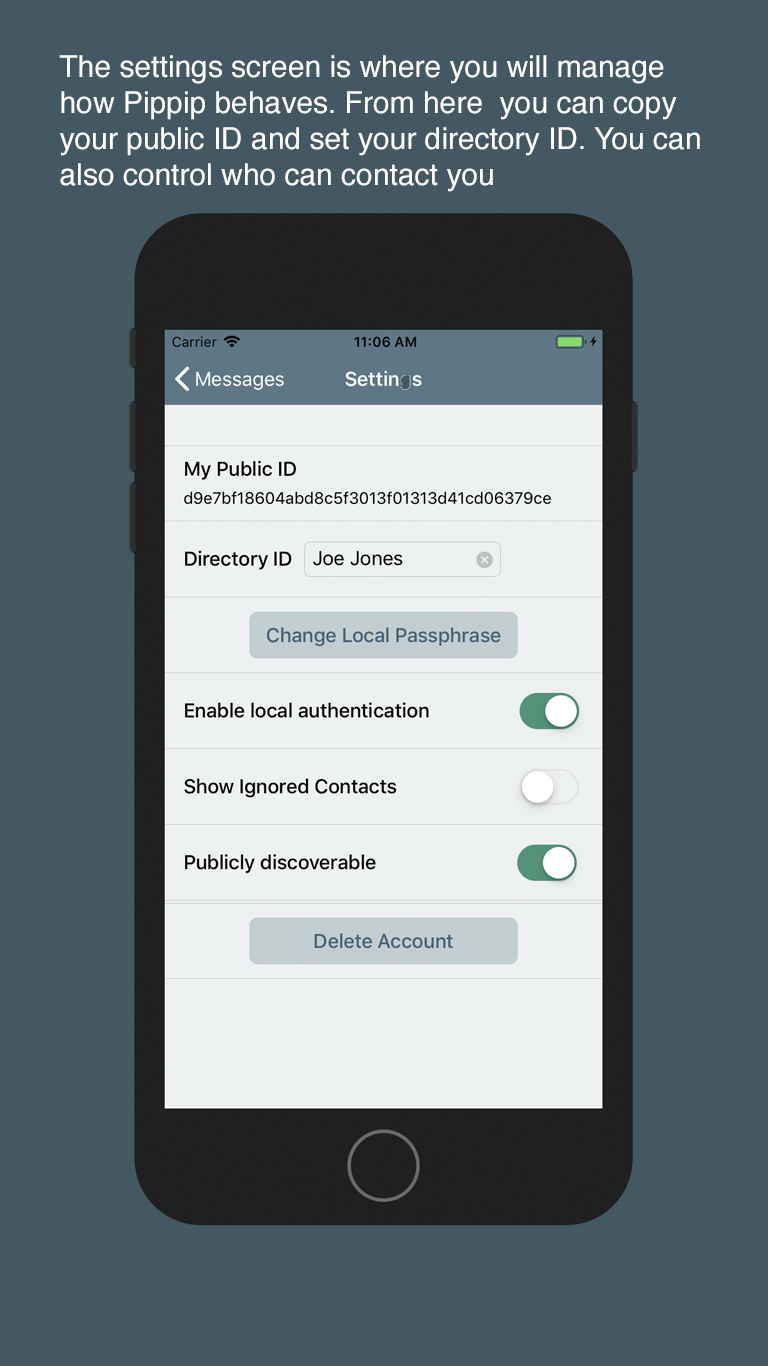 The settings screen is where you will manage
how Pippip behaves. From here  you can copy
your public ID and set your directory ID. You can
also control who can contact you
Carrier 11:06 AM
Messages Settings
My Public ID
d9e7bf18604abd8c5f3013f01313d41cd06379ce
Directory ID Joe Jones
Change Local Passphrase
Enable local authentication
Show Ignored Contacts
Publicly discoverable
Delete Account